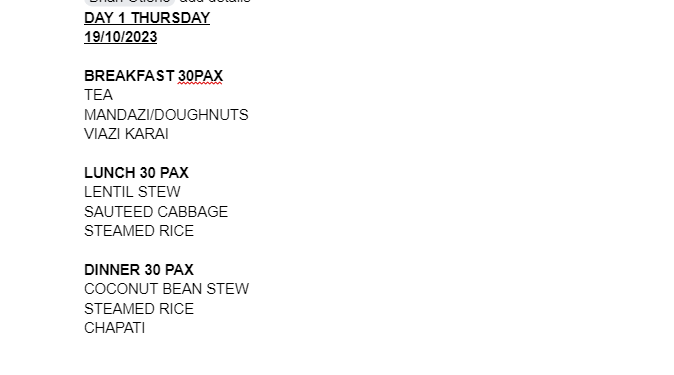 add details
DAY 1 THURSDAY
19/10/2023
BREAKFAST 30PAX
TEA
MANDAZI/DOUGHNUTS
VIAZI KARAI
LUNCH 30 PAX
LENTIL STEW
SAUTEED CABBAGE
STEAMED RICE
DINNER 30 PAX
COCONUT BEAN STEW
STEAMED RICE
CHAPATI